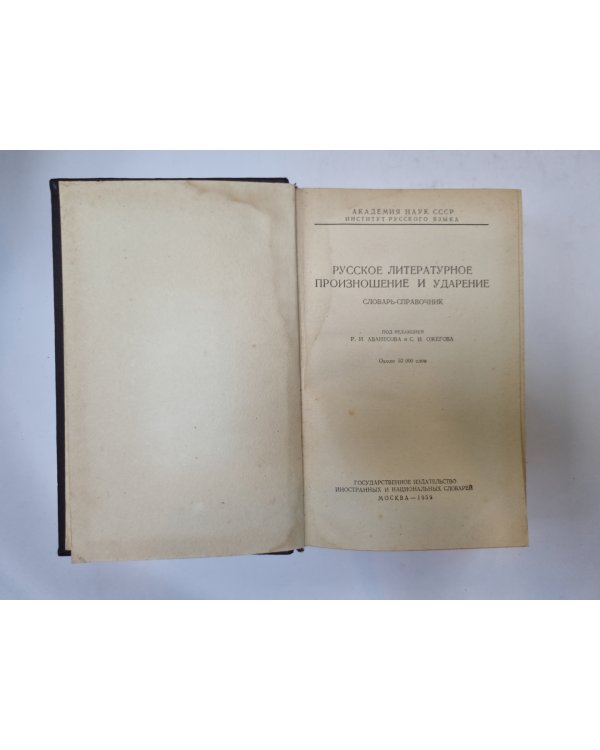 АКАДЕМИЯ НАУК СССР
ИНСТИТУТ РУССКОГО ЯЗЫКА
РУССКОЕ ЛИТЕРАТУРНОЕ
ПРОИЗНОШЕНИЕ И УДАРЕНИЕ
СЛОВАРЬ-СПРАВОЧНИК
ПОД РЕДАКЦИЕЙ
Р. И. АВАНЕСОВА и С. И. ОЖЕГОВА
Около 52 000 слов
ГОСУДАРСТВЕННОЕ ИЗДАТЕЛЬСТВО
ИНОСТРАННЫХ И НАЦИОНАЛЬНЫХ СЛОВАРЕЙ
МОСКВА — 1959